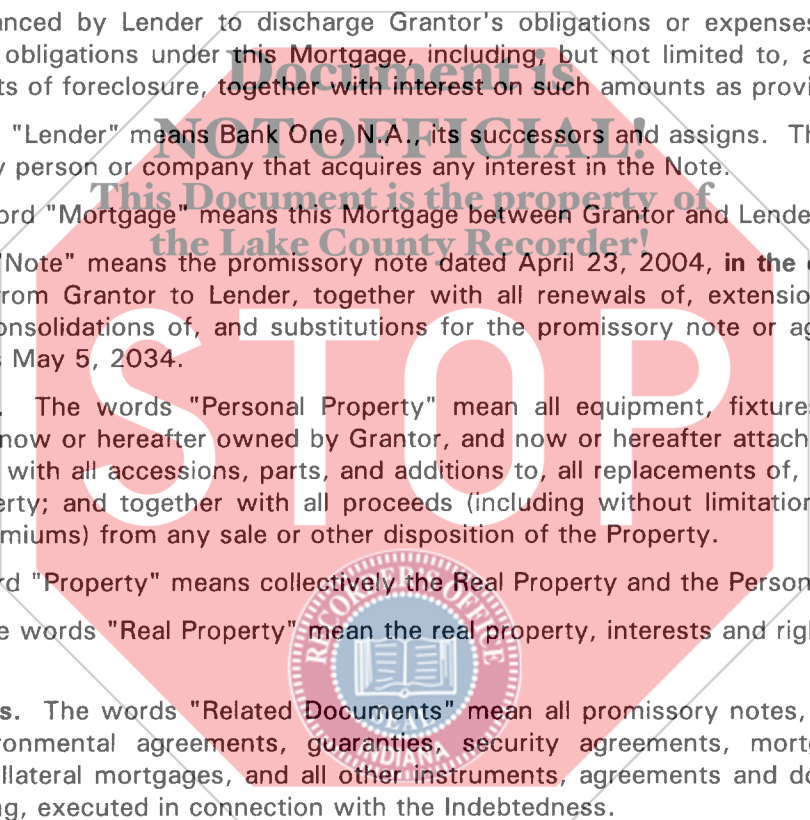 anced by Lender to discharge Grantor's obligations or expenses
obligations under this Mortgage, including, but not limited to, a
Document is
ts of foreclosure, together with interest on such amounts as provi
"Lender" means Bank One, N.A., its successors and assigns. Th
NOT OFFICIAL!
y person or company that acquires any interest in the Note.
This Document is the property of
ord "Mortgage" means this Mortgage between Grantor and Lende
the Lake County Recorder!
"Note" means the promissory note dated April 23, 2004, in the
rom Grantor to Lender, together with all renewals of, extensio
onsolidations of, and substitutions for the promissory note or ag
May 5, 2034.
STOP
The words "Personal Property" mean all equipment, fixtures
now or hereafter owned by Grantor, and now or hereafter attach
with all accessions, parts, and additions to, all replacements of,
erty; and together with all proceeds (including without limitation
miums) from any sale or other disposition of the Property.
rd "Property" means collectively the Real Property and the Person
e words "Real Property" mean the real property, interests and righ
RECORDER'S OFFICE
s. The words "Related Documents" mean all promissory notes,
SEAL
ronmental agreements, guaranties, security agreements, mortg
INDIANA
llateral mortgages, and all other instruments, agreements and do
ng, executed in connection with the Indebtedness.